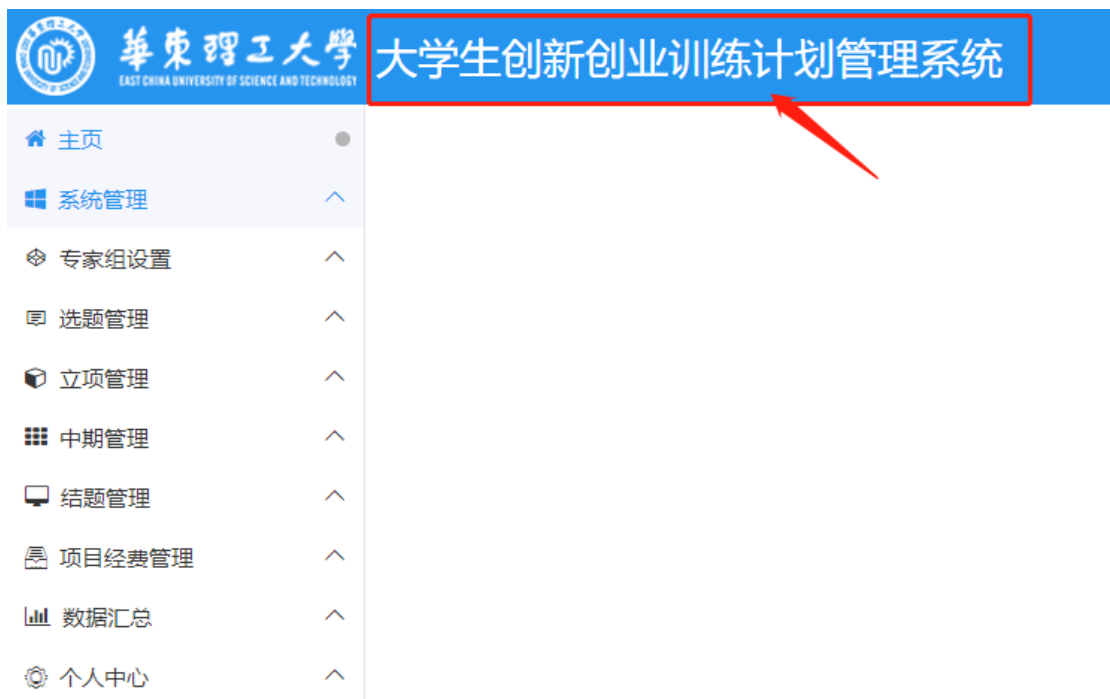 華東理工大學
EAST CHINA UNIVERSITY OF SCIENCE AND TECHNOLOGY
大学生创新创业训练计划管理系统
主页
系统管理
专家组设置
选题管理
立项管理
中期管理
结题管理
项目经费管理
数据汇总
个人中心